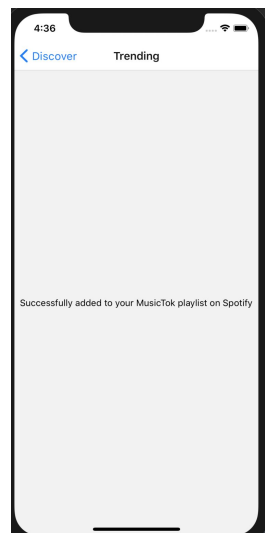 4:36
Discover Trending
Successfully added to your MusicTok playlist on Spotify